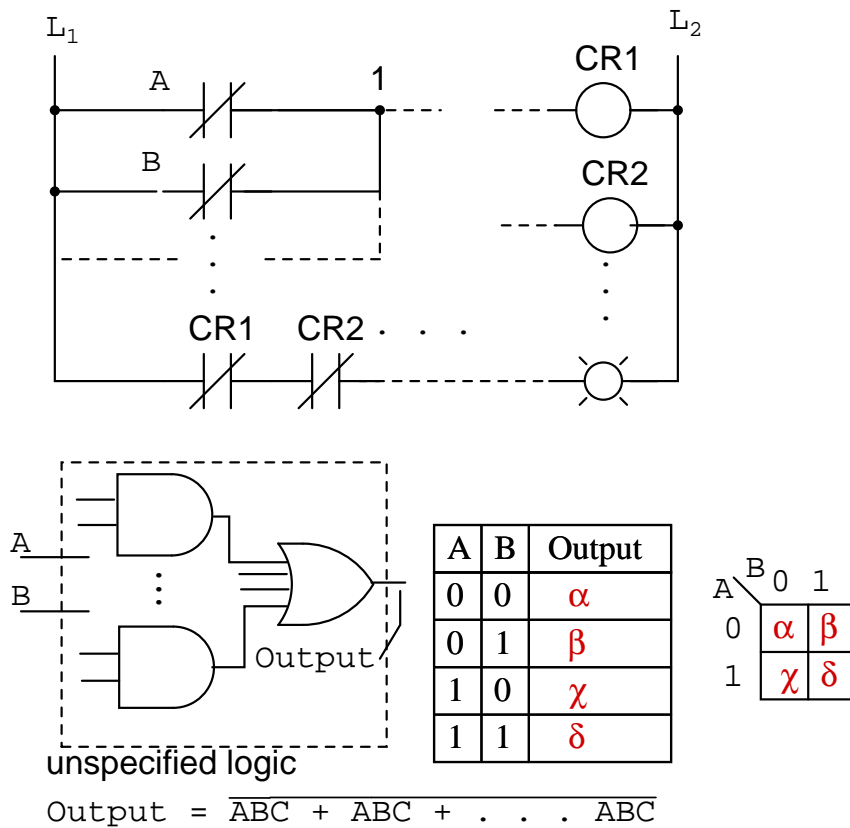 L₁ L₂
CR1
A 1
B
CR2
CR1 CR2 . . .
A
B
Output
unspecified logic
A B Output
0 0 α
0 1 β
1 0 χ
1 1 δ
A B 0 1
0 α β
1 χ δ
Output = ABC + ABC + . . . ABC